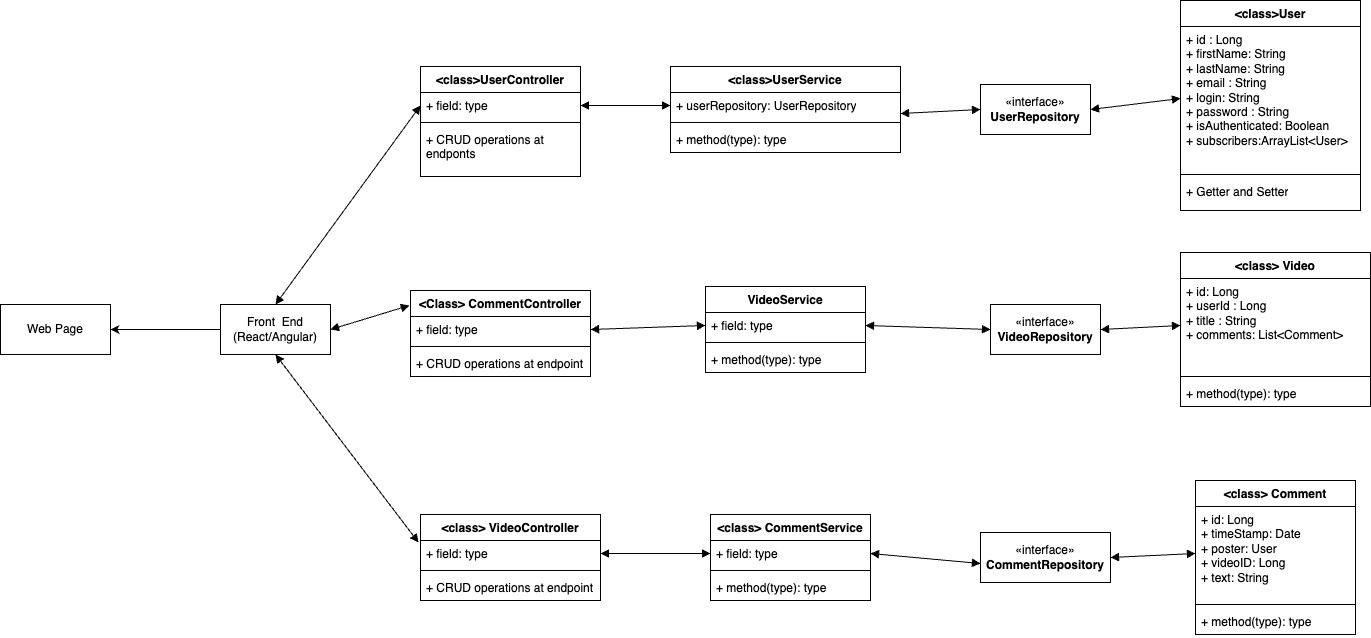 <class>User
+ id : Long
+ firstName: String
+ lastName: String
+ email : String
+ login: String
+ password : String
+ isAuthenticated: Boolean
+ subscribers:ArrayList<User>
+ Getter and Setter
<class>UserController
+ field: type
+ CRUD operations at
endponts
<class>UserService
+ userRepository: UserRepository
+ method(type): type
«interface»
UserRepository
Web Page
Front End
(React/Angular)
<Class> CommentController
+ field: type
+ CRUD operations at endpoint
VideoService
+ field: type
+ method(type): type
«interface»
VideoRepository
<class> Video
+ id: Long
+ userId : Long
+ title : String
+ comments: List<Comment>
+ method(type): type
<class> VideoController
+ field: type
+ CRUD operations at endpoint
<class> CommentService
+ field: type
+ method(type): type
«interface»
CommentRepository
<class> Comment
+ id: Long
+ timeStamp: Date
+ poster: User
+ videoID: Long
+ text: String
+ method(type): type